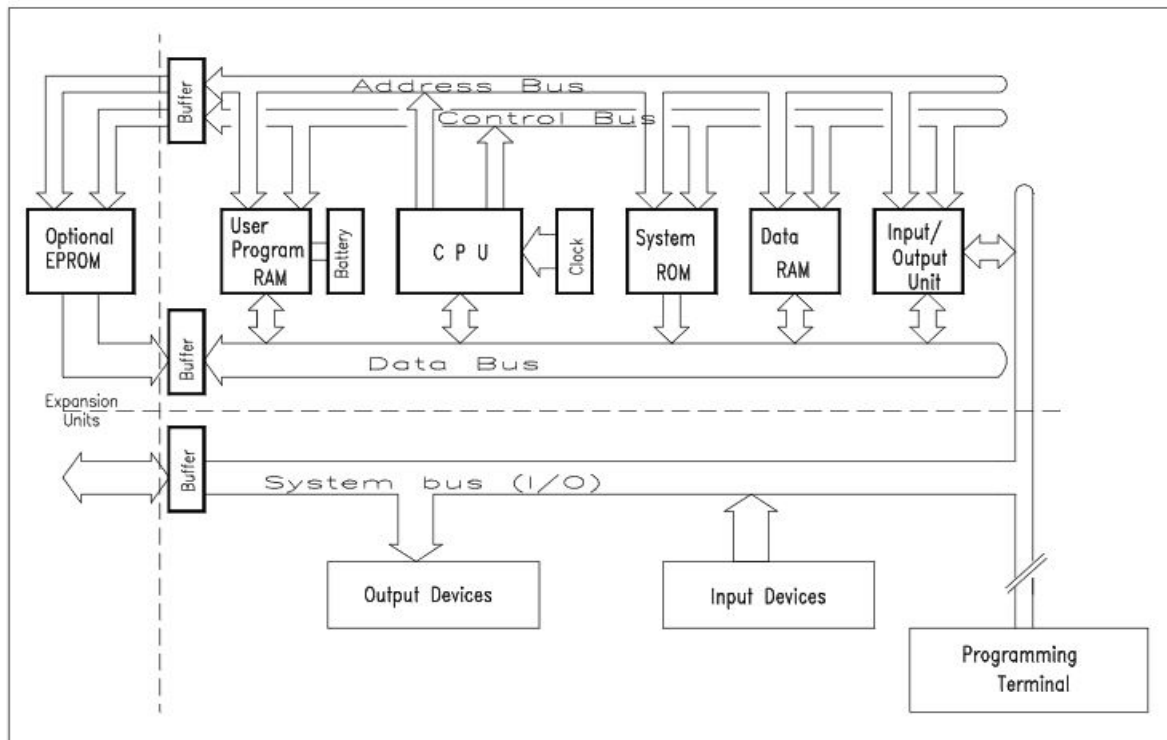 Address Bus
Buffer
Control Bus
Optional
EPROM
User
Program
RAM
Battery
C P U
Clock
System
ROM
Data
RAM
Input/
Output
Unit
Buffer
Data Bus
Expansion
Units
Buffer
System bus (I/O)
Output Devices
Input Devices
Programming
Terminal